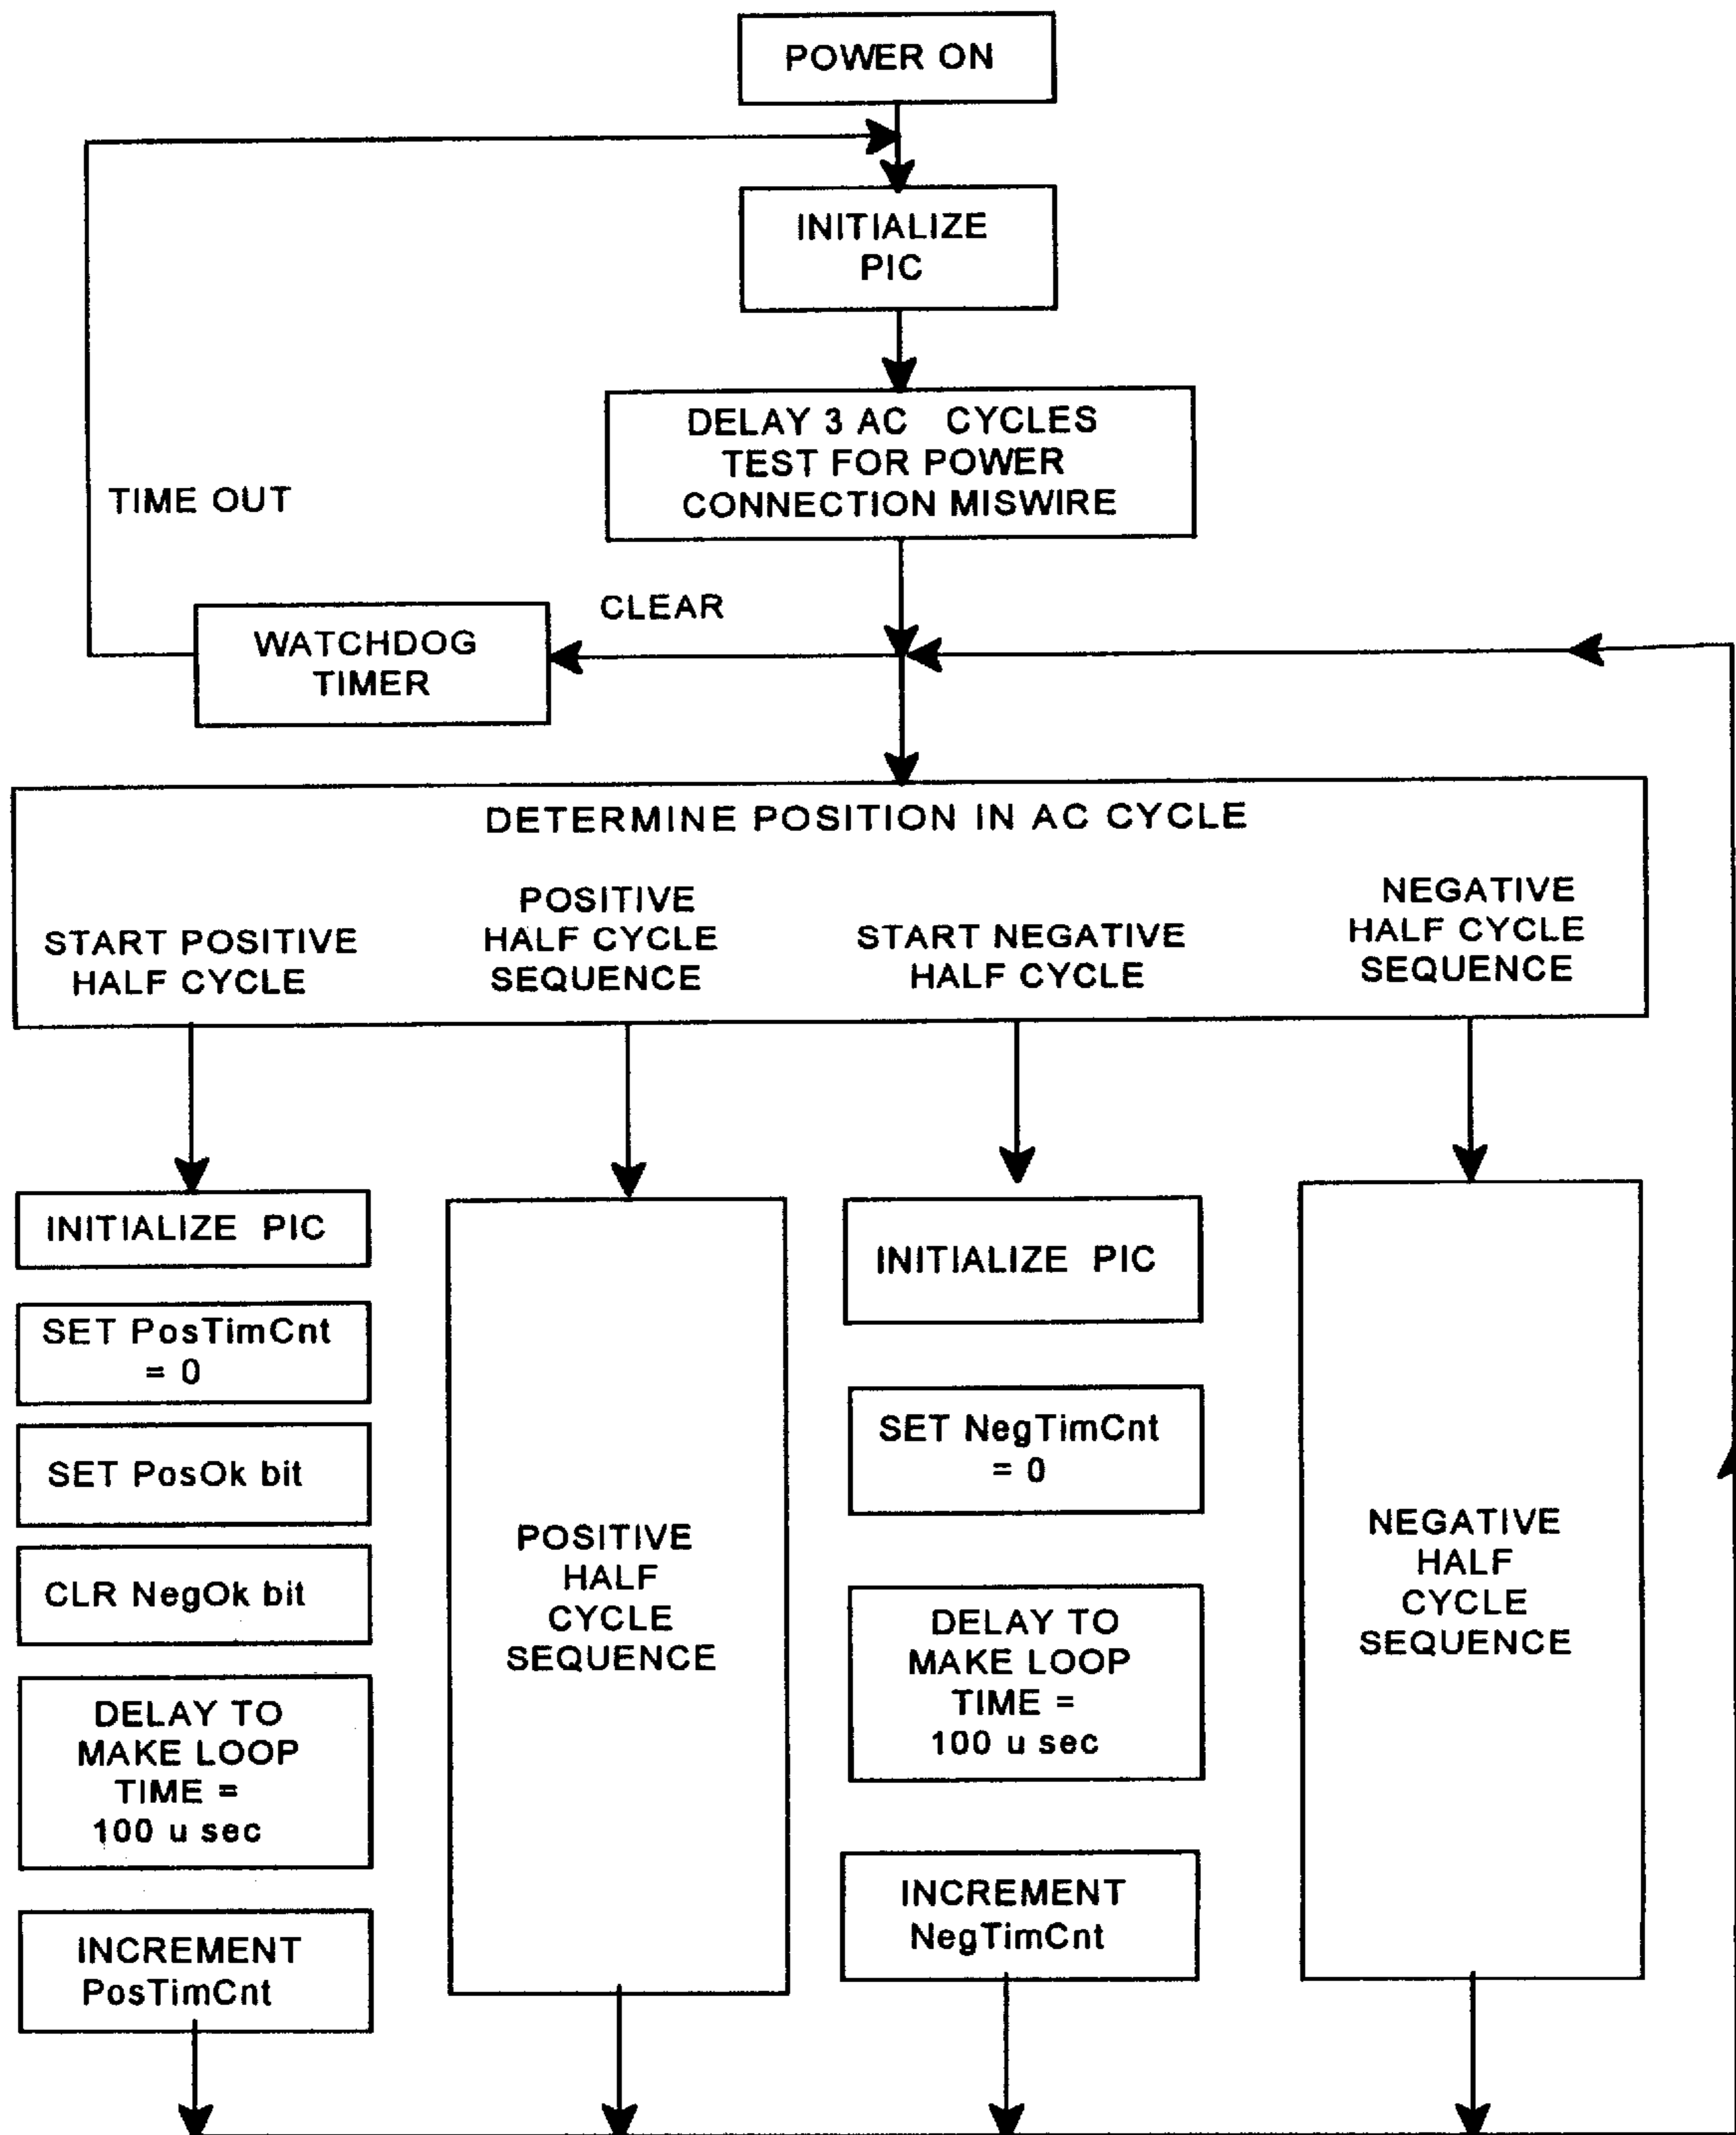 POWER ON
INITIALIZE
PIC
DELAY 3 AC CYCLES
TEST FOR POWER
CONNECTION MISWIRE
TIME OUT
CLEAR
WATCHDOG
TIMER
DETERMINE POSITION IN AC CYCLE
START POSITIVE
HALF CYCLE
POSITIVE
HALF CYCLE
SEQUENCE
START NEGATIVE
HALF CYCLE
NEGATIVE
HALF CYCLE
SEQUENCE
INITIALIZE PIC
SET PosTimCnt
= 0
SET PosOk bit
CLR NegOk bit
DELAY TO
MAKE LOOP
TIME =
100 u sec
INCREMENT
PosTimCnt
POSITIVE
HALF
CYCLE
SEQUENCE
INITIALIZE PIC
SET NegTimCnt
= 0
DELAY TO
MAKE LOOP
TIME =
100 u sec
INCREMENT
NegTimCnt
NEGATIVE
HALF
CYCLE
SEQUENCE